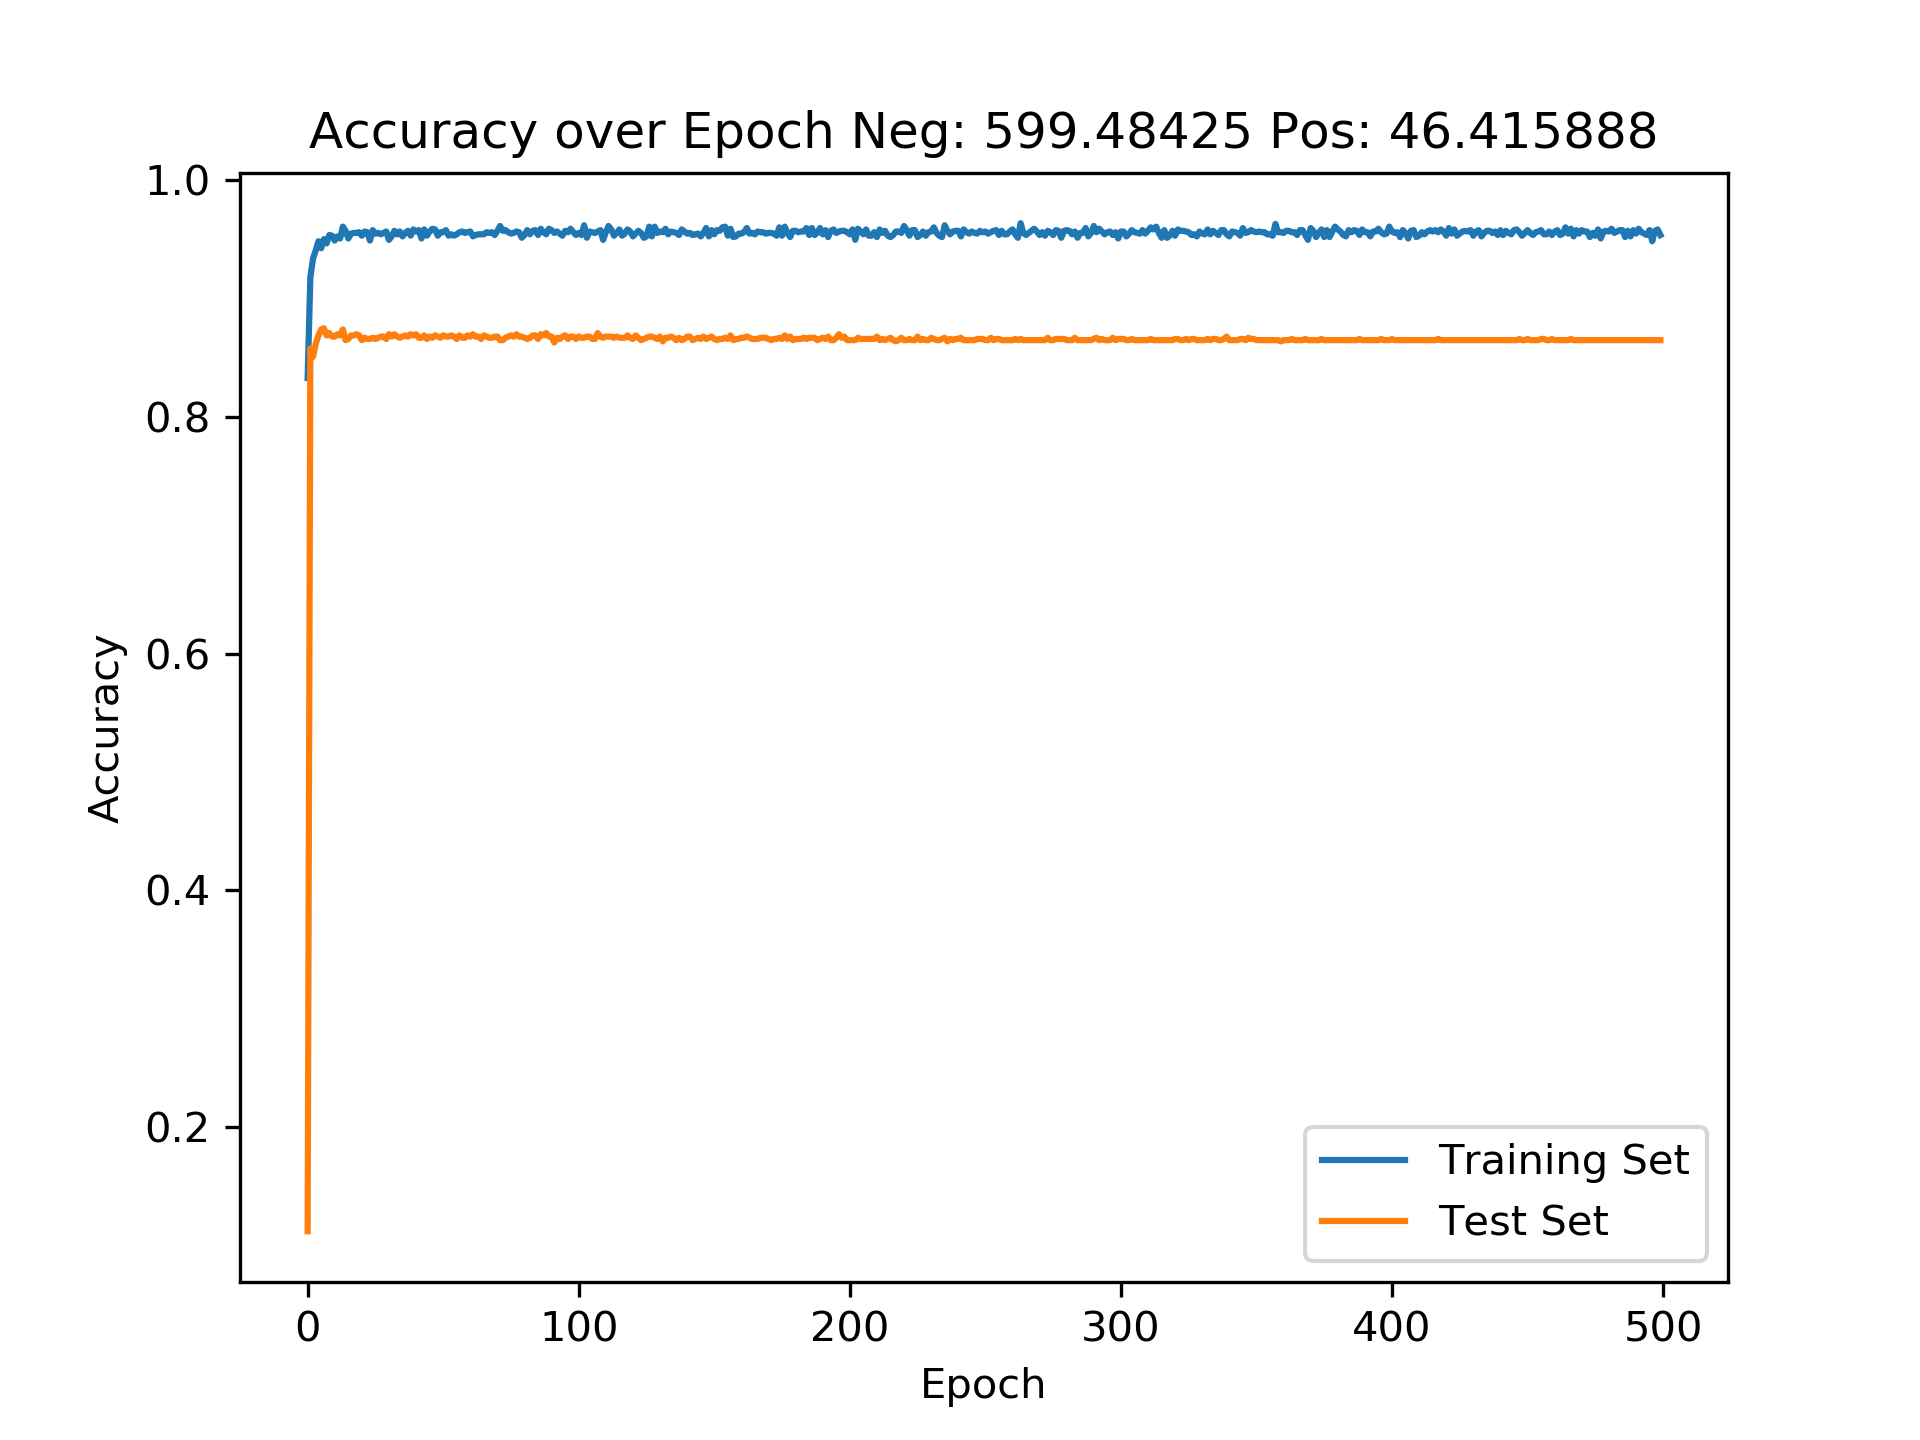 Accuracy over Epoch Neg: 599.48425 Pos: 46.415888
1.0
0.8
0.6
0.4
0.2
Accuracy
Training Set
Test Set
0 100 200 300 400 500
Epoch